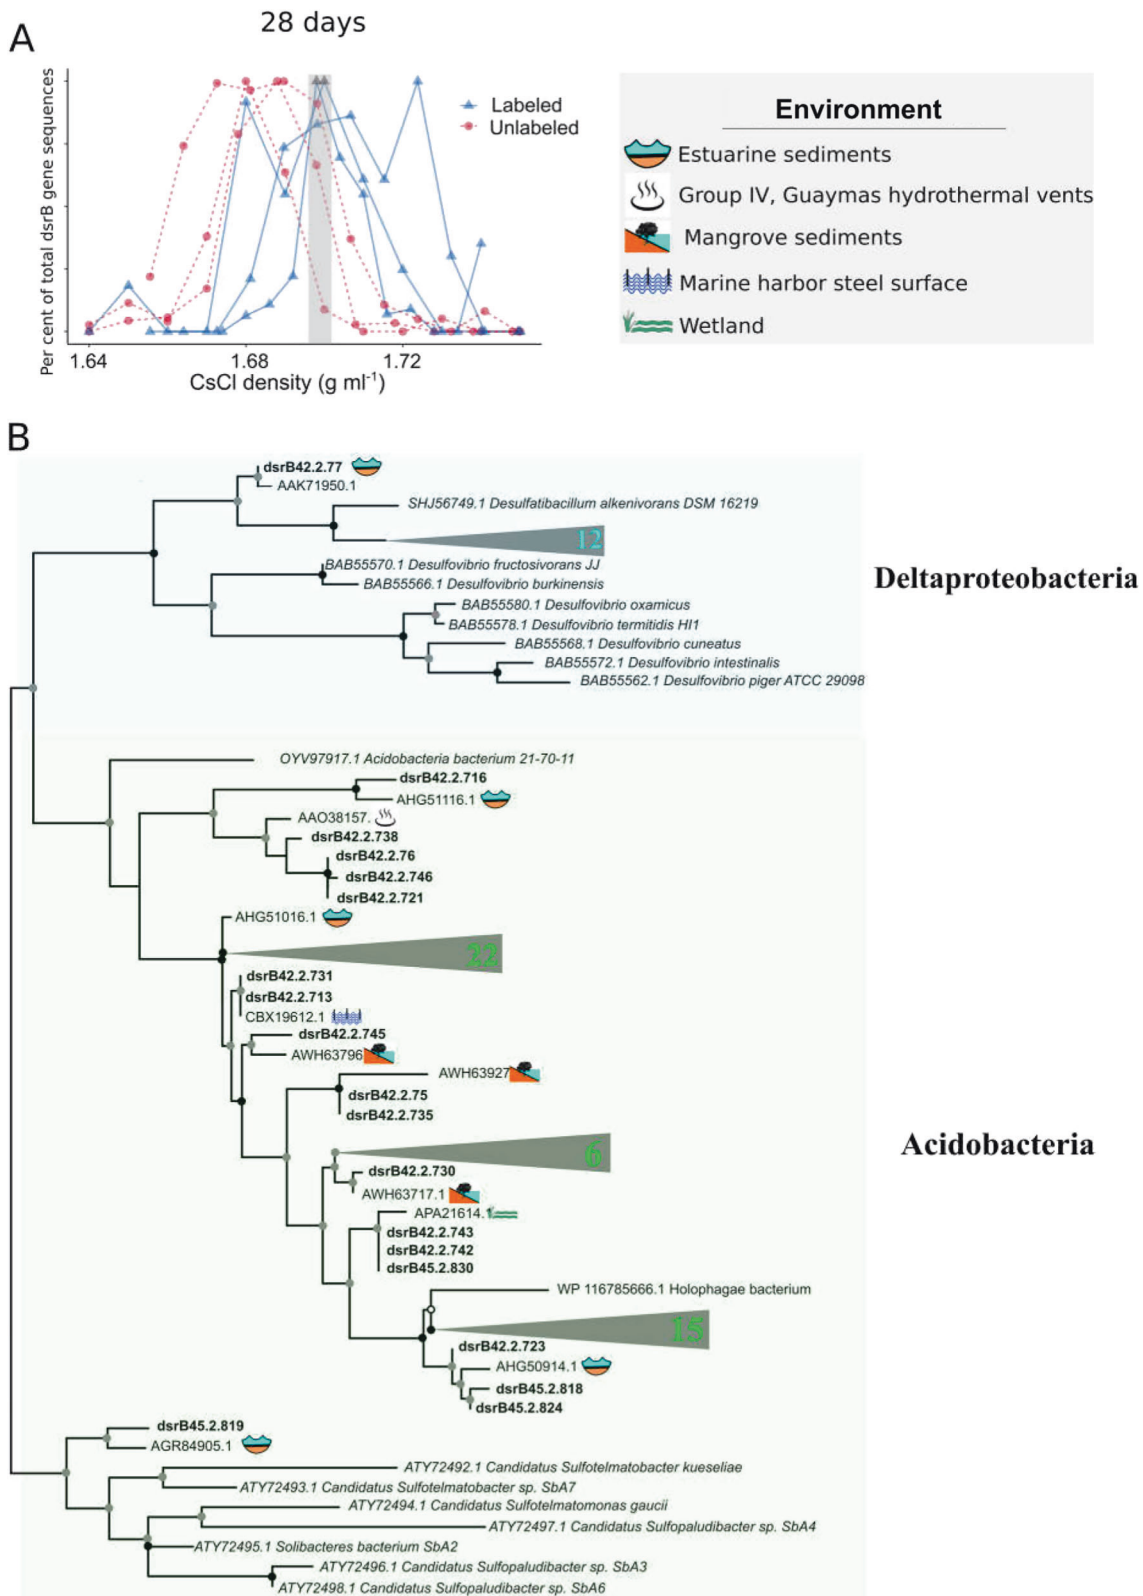 A
28 days
Per cent of total dsrB gene sequences
Labeled
Unlabeled
1.64
1.68
1.72
CsCl density (g ml-1)
Environment
Estuarine sediments
Group IV, Guaymas hydrothermal vents
Mangrove sediments
Marine harbor steel surface
Wetland
B
dsrB42.2.77
AAK71950.1
SHJ56749.1 Desulfatibacillum alkenivorans DSM 16219
12
BAB55570.1 Desulfovibrio fructosivorans JJ
BAB55566.1 Desulfovibrio burkinensis
Deltaproteobacteria
BAB55580.1 Desulfovibrio oxamicus
BAB55578.1 Desulfovibrio termitidis HI1
BAB55568.1 Desulfovibrio cuneatus
BAB55572.1 Desulfovibrio intestinalis
BAB55562.1 Desulfovibrio piger ATCC 29098
OYV97917.1 Acidobacteria bacterium 21-70-11
dsrB42.2.716
AHG51116.1
AAO38157.
dsrB42.2.738
dsrB42.2.76
dsrB42.2.746
dsrB42.2.721
AHG51016.1
22
dsrB42.2.731
dsrB42.2.713
CBX19612.1
dsrB42.2.745
AWH63796
AWH63927
dsrB42.2.75
dsrB42.2.735
Acidobacteria
6
dsrB42.2.730
AWH63717.1
APA21614.1
dsrB42.2.743
dsrB42.2.742
dsrB45.2.830
WP 116785666.1 Holophagae bacterium
15
dsrB42.2.723
AHG50914.1
dsrB45.2.818
dsrB45.2.824
dsrB45.2.819
AGR84905.1
ATY72492.1 Candidatus Sulfotelmatobacter kueseliae
ATY72493.1 Candidatus Sulfotelmatobacter sp. SbA7
ATY72494.1 Candidatus Sulfotelmatomonas gaucii
ATY72497.1 Candidatus Sulfopaludibacter sp. SbA4
ATY72495.1 Solibacteres bacterium SbA2
ATY72496.1 Candidatus Sulfopaludibacter sp. SbA3
ATY72498.1 Candidatus Sulfopaludibacter sp. SbA6